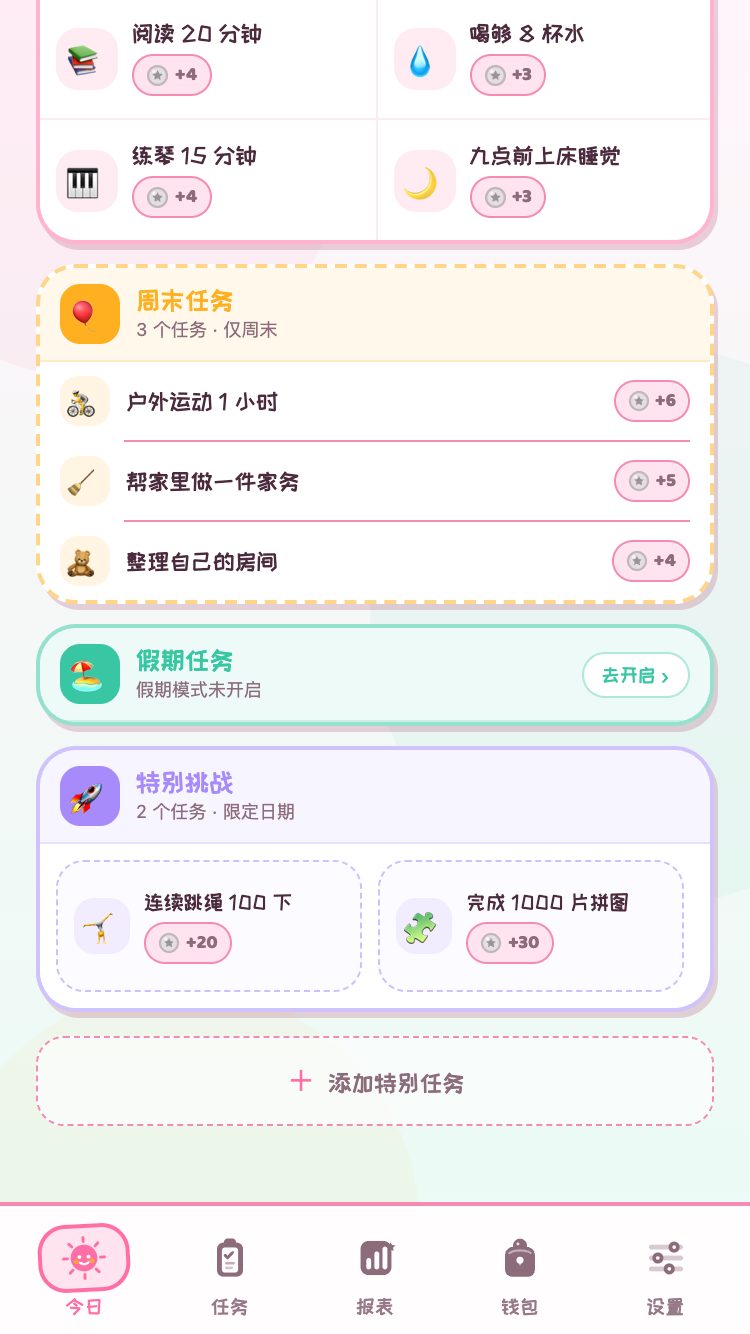 阅读 20 分钟
+4
喝够 8 杯水
+3
练琴 15 分钟
+4
九点前上床睡觉
+3
周末任务
3 个任务 · 仅周末
户外运动 1 小时
+6
帮家里做一件家务
+5
整理自己的房间
+4
假期任务
假期模式未开启
去开启 ›
特别挑战
2 个任务 · 限定日期
连续跳绳 100 下
+20
完成 1000 片拼图
+30
+ 添加特别任务
今日
任务
报表
钱包
设置